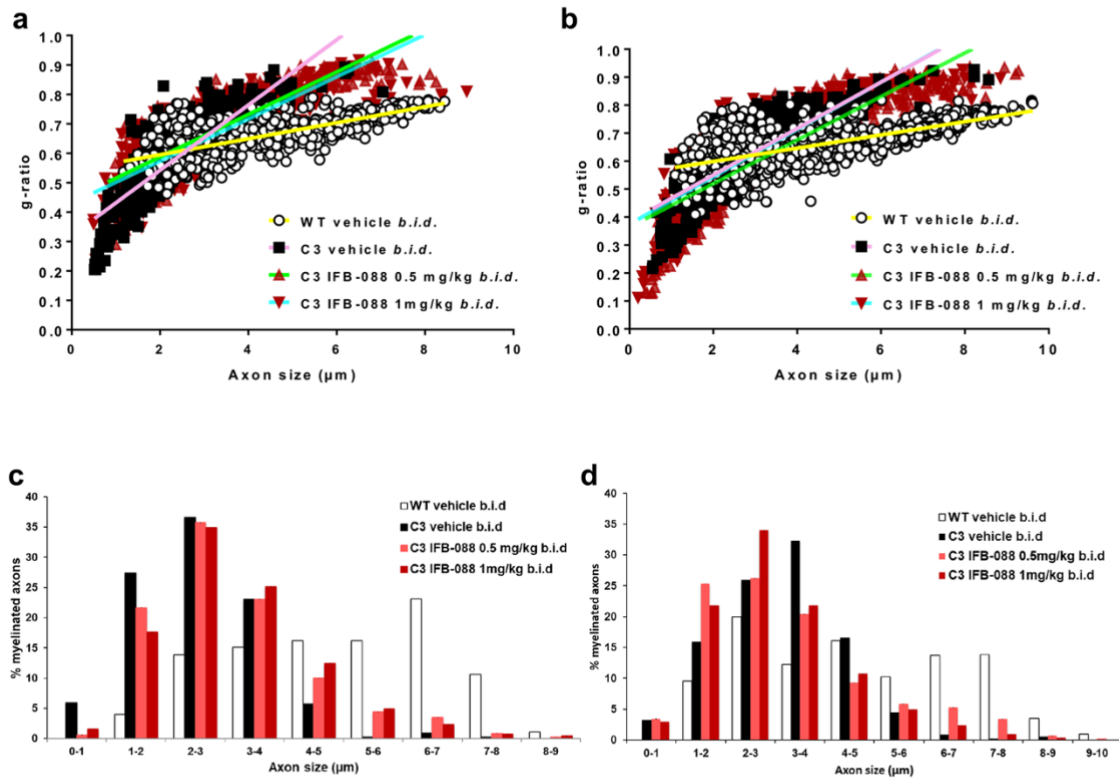 a
b
g-ratio
1.0
0.9
0.8
0.7
0.6
0.5
0.4
0.3
0.2
0.1
0.0
WT vehicle b.i.d.
C3 vehicle b.i.d.
C3 IFB-088 0.5 mg/kg b.i.d.
C3 IFB-088 1mg/kg b.i.d.
0 2 4 6 8 10
Axon size (µm)
g-ratio
1.0
0.9
0.8
0.7
0.6
0.5
0.4
0.3
0.2
0.1
0.0
WT vehicle b.i.d.
C3 vehicle b.i.d.
C3 IFB-088 0.5 mg/kg b.i.d.
C3 IFB-088 1 mg/kg b.i.d.
0 2 4 6 8 10
Axon size (µm)
c
d
% myelinated axons
40
35
30
25
20
15
10
5
0
WT vehicle b.i.d
C3 vehicle b.i.d
C3 IFB-088 0.5 mg/kg b.i.d
C3 IFB-088 1mg/kg b.i.d
0-1 1-2 2-3 3-4 4-5 5-6 6-7 7-8 8-9
Axon size (µm)
% myelinated axons
40
35
30
25
20
15
10
5
0
WT vehicle b.i.d
C3 vehicle b.i.d
C3 IFB-088 0.5mg/kg b.i.d
C3 IFB-088 1mg/kg b.i.d
0-1 1-2 2-3 3-4 4-5 5-6 6-7 7-8 8-9 9-10
Axon size (µm)